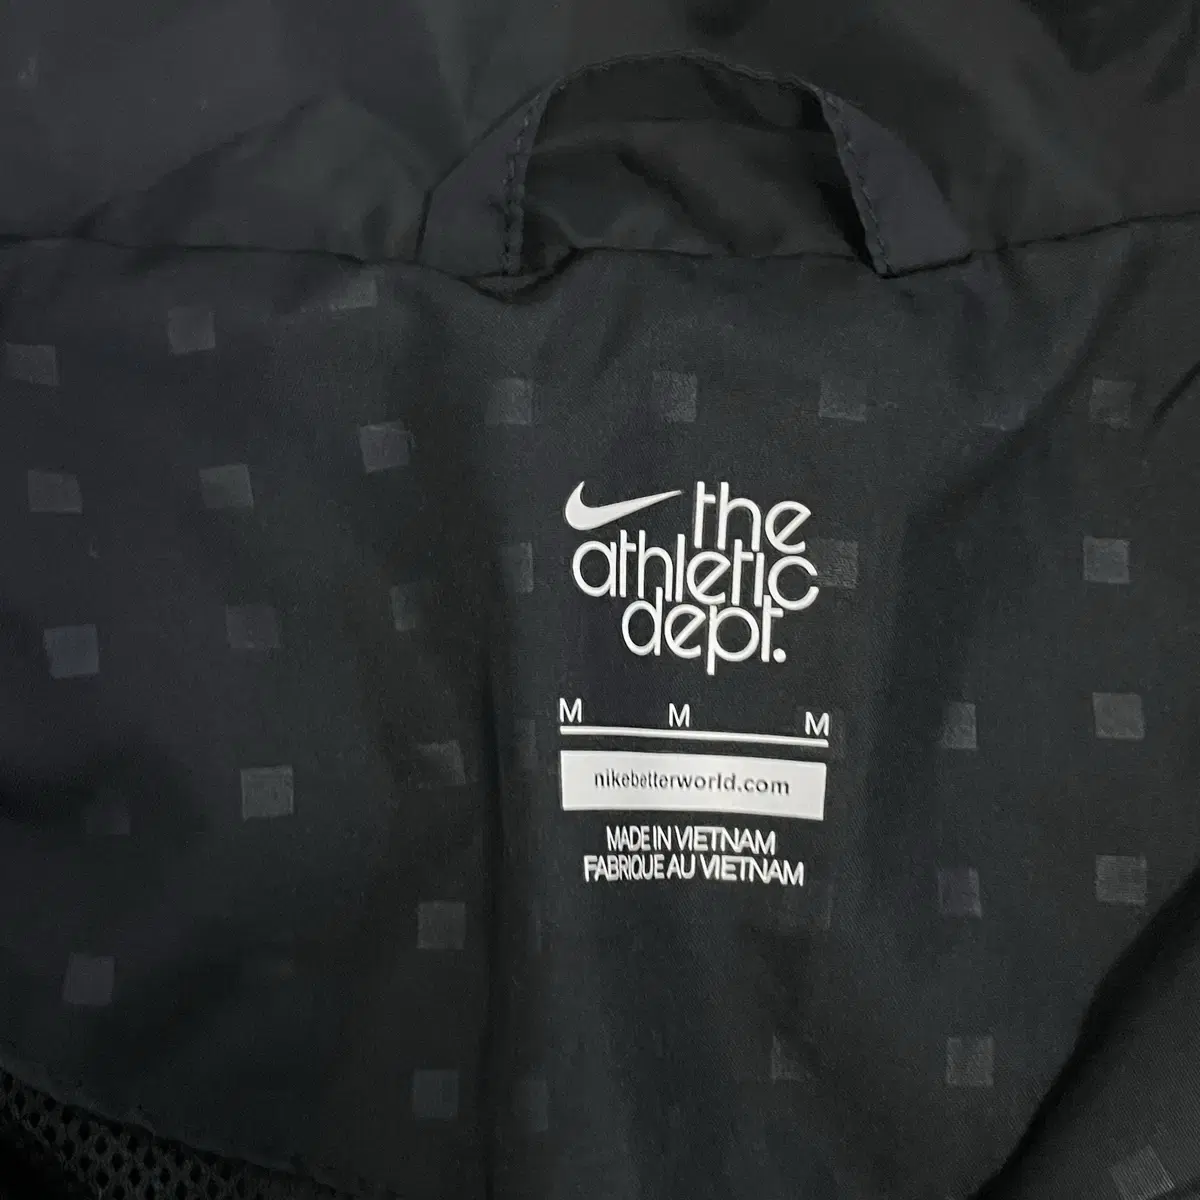 the
athletic
dept.
M M M
nikebetterworld.com
MADE IN VIETNAM
FABRIQUE AU VIETNAM